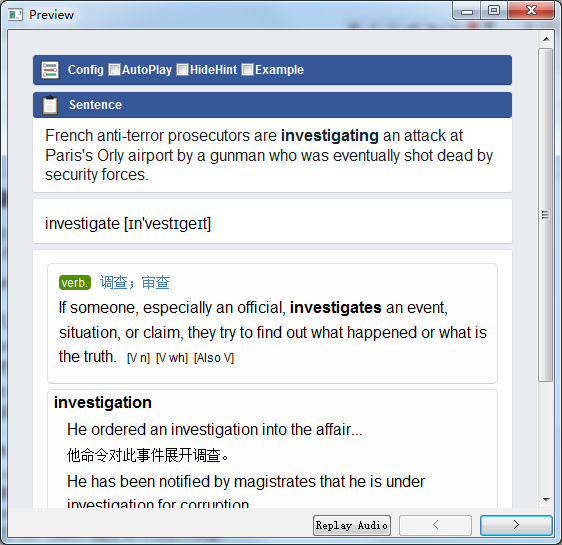 Preview
Config AutoPlay HideHint Example
Sentence
French anti-terror prosecutors are investigating an attack at
Paris's Orly airport by a gunman who was eventually shot dead by
security forces.
investigate [ɪn'vestɪgeɪt]
verb. 调查；审查
If someone, especially an official, investigates an event,
situation, or claim, they try to find out what happened or what is
the truth. [V n] [V wh] [Also V]
investigation
He ordered an investigation into the affair...
他命令对此事件展开调查。
He has been notified by magistrates that he is under
investigation for corruption
Replay Audio < >